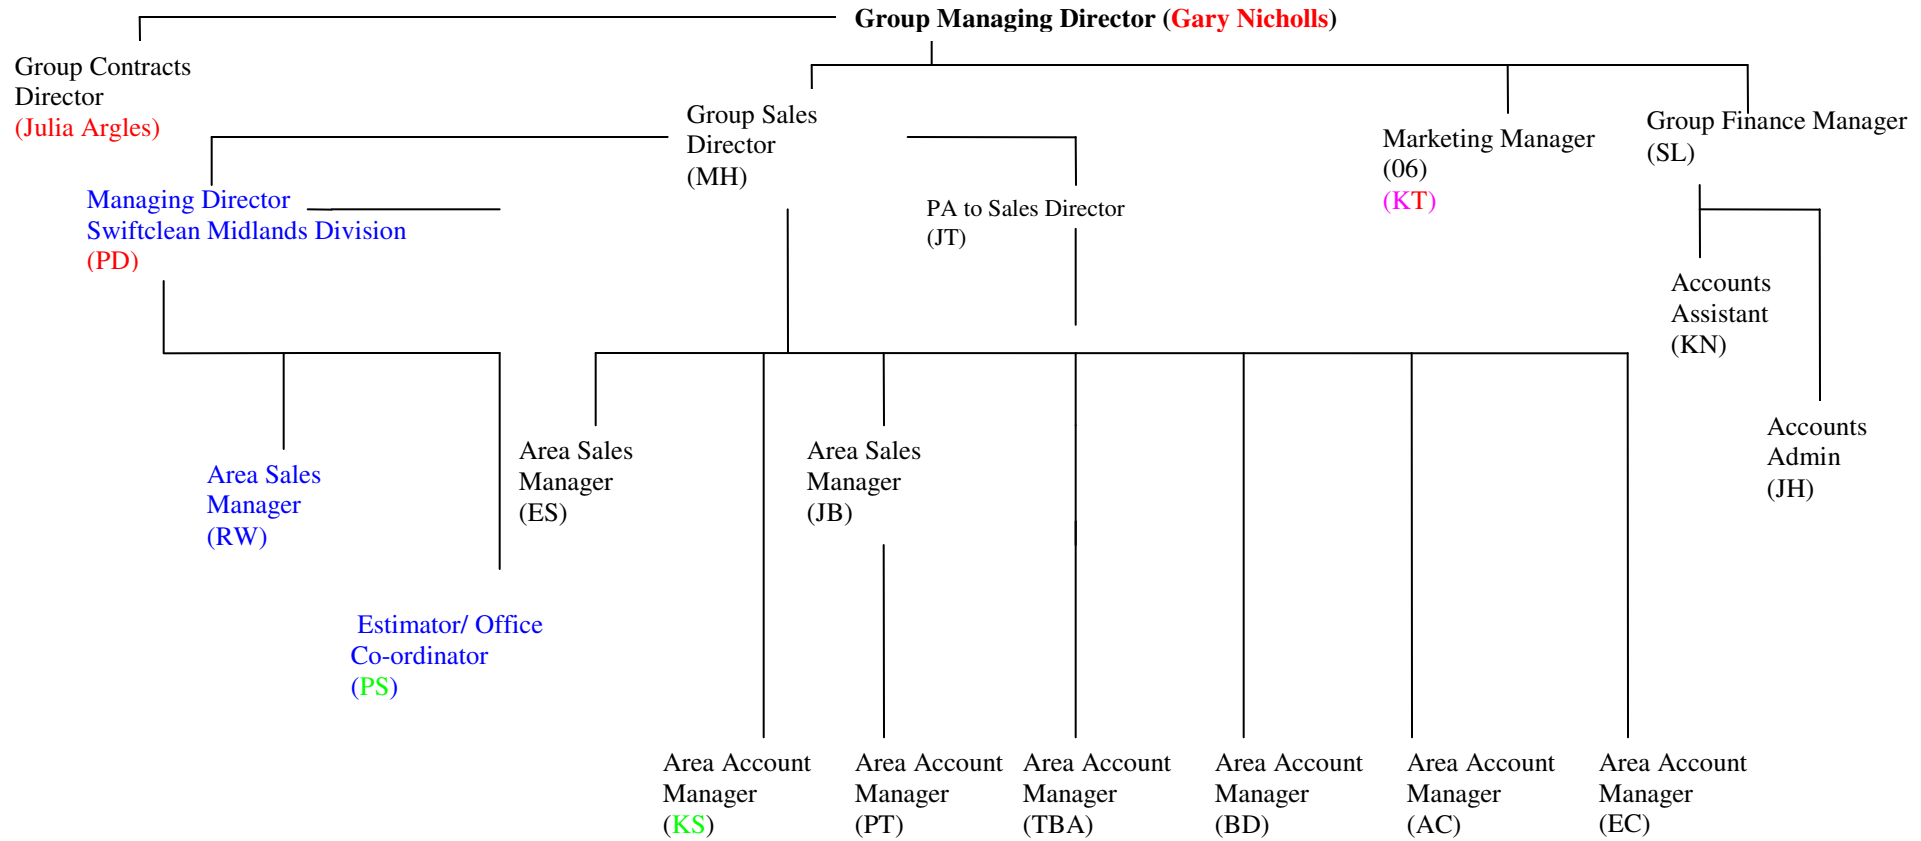 Group Managing Director (Gary Nicholls)
Group Contracts
Director
(Julia Argles)
Group Sales
Director
(MH)
Marketing Manager
(06)
(KT)
Group Finance Manager
(SL)
Managing Director
Swiftclean Midlands Division
(PD)
PA to Sales Director
(JT)
Accounts
Assistant
(KN)
Accounts
Admin
(JH)
Area Sales
Manager
(RW)
Area Sales
Manager
(ES)
Area Sales
Manager
(JB)
Estimator/ Office
Co-ordinator
(PS)
Area Account
Manager
(KS)
Area Account
Manager
(PT)
Area Account
Manager
(TBA)
Area Account
Manager
(BD)
Area Account
Manager
(AC)
Area Account
Manager
(EC)